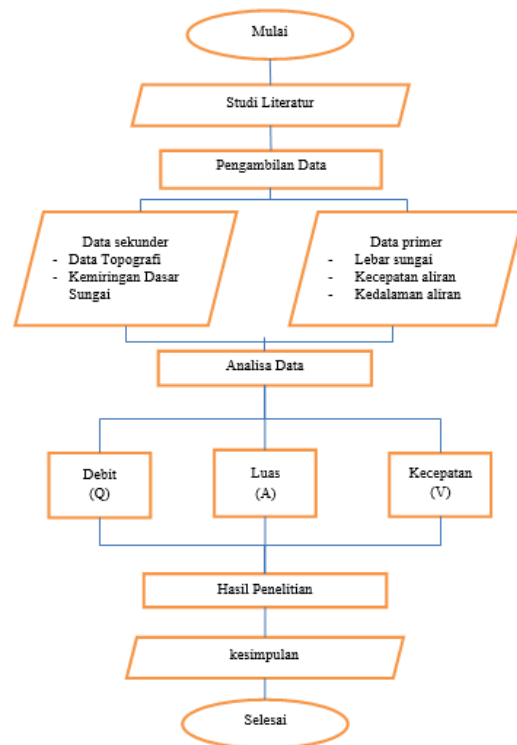 Mulai
Studi Literatur
Pengambilan Data
Data sekunder
- Data Topografi
- Kemiringan Dasar
Sungai
Data primer
- Lebar sungai
- Kecepatan aliran
- Kedalaman aliran
Analisa Data
Debit
(Q)
Luas
(A)
Kecepatan
(V)
Hasil Penelitian
kesimpulan
Selesai